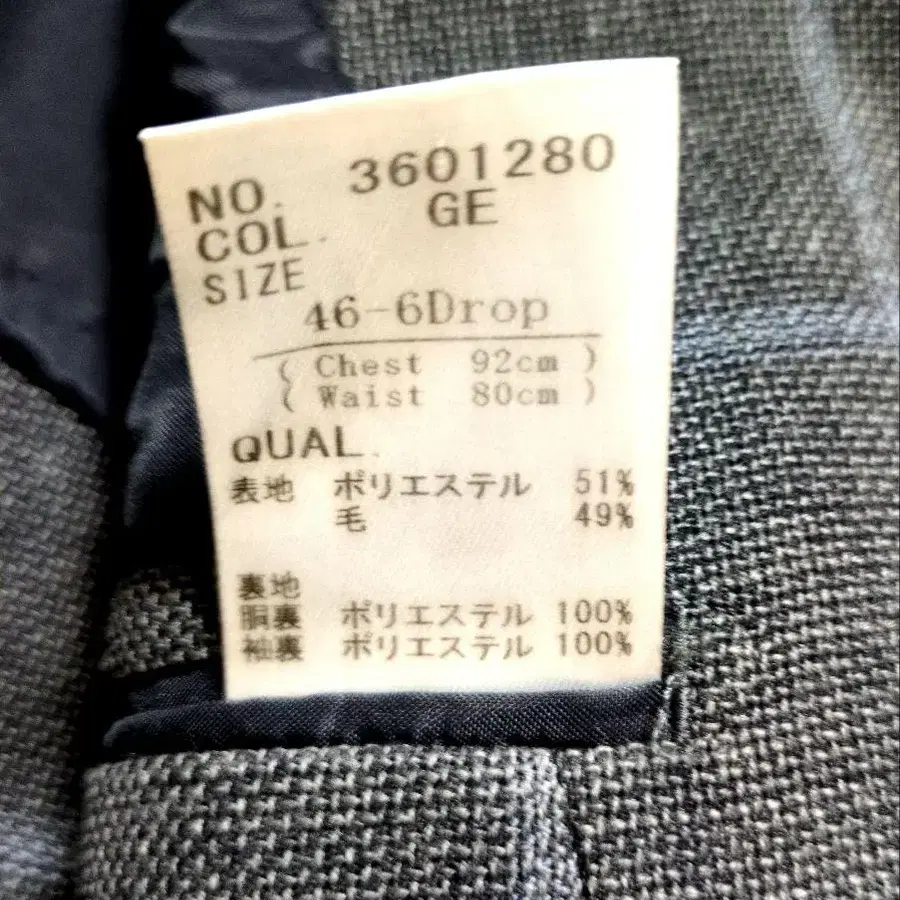 NO. 3601280
COL. GE
SIZE
46-6Drop
( Chest 92cm )
( Waist 80cm )
QUAL.
表地 ポリエステル 51%
毛 49%
裏地
胴裏 ポリエステル 100%
袖裏 ポリエステル 100%